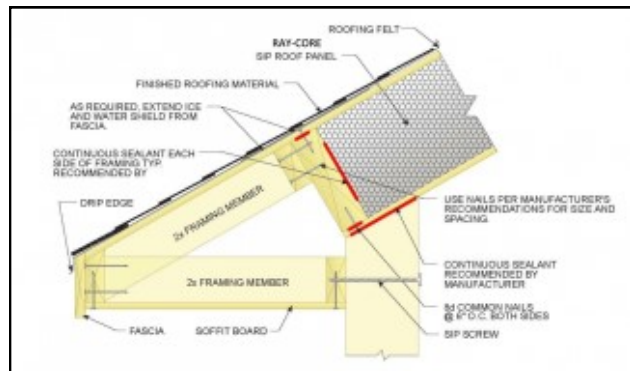 ROOFING FELT
RAY-CORE
SIP ROOF PANEL
FINISHED ROOFING MATERIAL
AS REQUIRED, EXTEND ICE
AND WATER SHIELD FROM
FASCIA.
CONTINUOUS SEALANT EACH
SIDE OF FRAMING TYP.
RECOMMENDED BY
DRIP EDGE
2x FRAMING MEMBER
USE NAILS PER MANUFACTURER'S
RECOMMENDATIONS FOR SIZE AND
SPACING.
2x FRAMING MEMBER
CONTINUOUS SEALANT
RECOMMENDED BY
MANUFACTURER
8d COMMON NAILS
@ 6" O.C. BOTH SIDES
SIP SCREW
FASCIA
SOFFIT BOARD